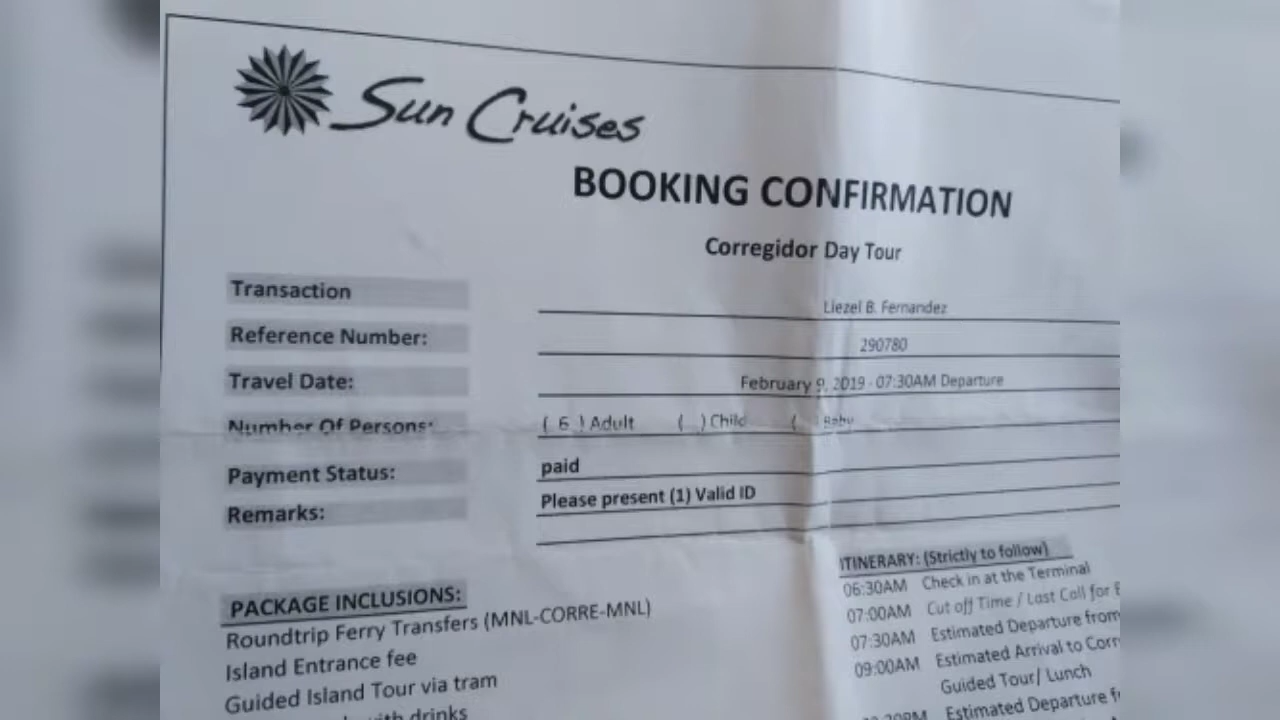 Sun Cruises
BOOKING CONFIRMATION
Corregidor Day Tour
Transaction Liezel B. Fernandez
Reference Number: 290780
Travel Date: February 9, 2019 - 07:30AM Departure
Number Of Persons: ( 6 ) Adult ( ) Child ( Baby
Payment Status: paid
Remarks: Please present (1) Valid ID
PACKAGE INCLUSIONS:
Roundtrip Ferry Transfers (MNL-CORRE-MNL)
Island Entrance fee
Guided Island Tour via tram
with drinks
ITINERARY: (Strictly to follow)
06:30AM Check in at the Terminal
07:00AM Cut off Time / Last Call for
07:30AM Estimated Departure from
09:00AM Estimated Arrival to Corr
Guided Tour/ Lunch
Estimated Departure